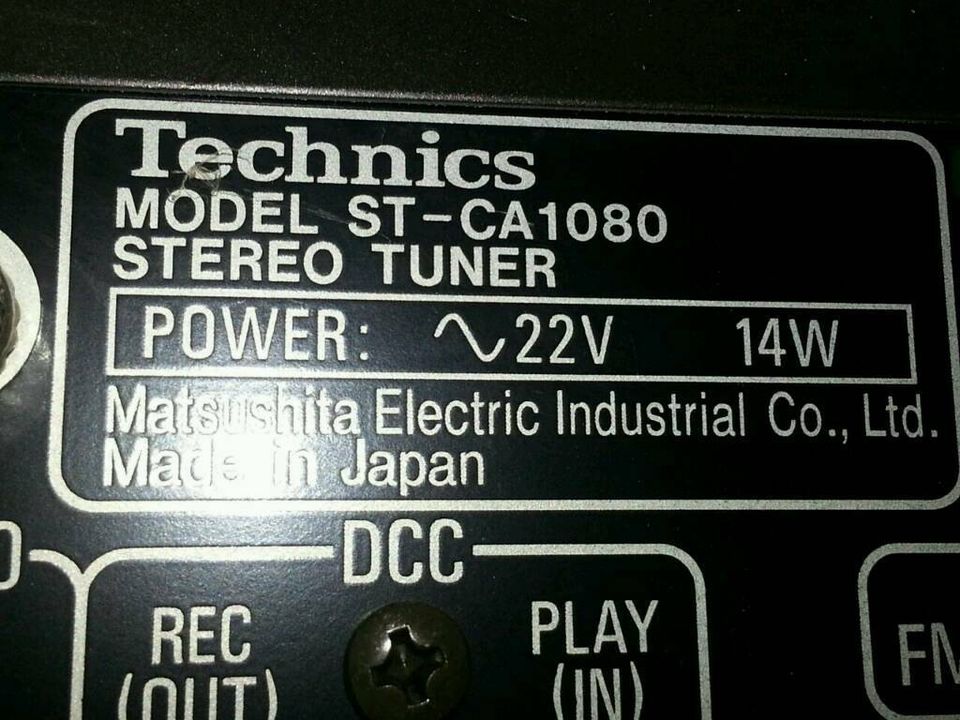 Technics
MODEL ST-CA1080
STEREO TUNER
POWER: ∿22V 14W
Matsushita Electric Industrial Co., Ltd.
Made in Japan
DCC
REC PLAY
(OUT) (IN)
FM